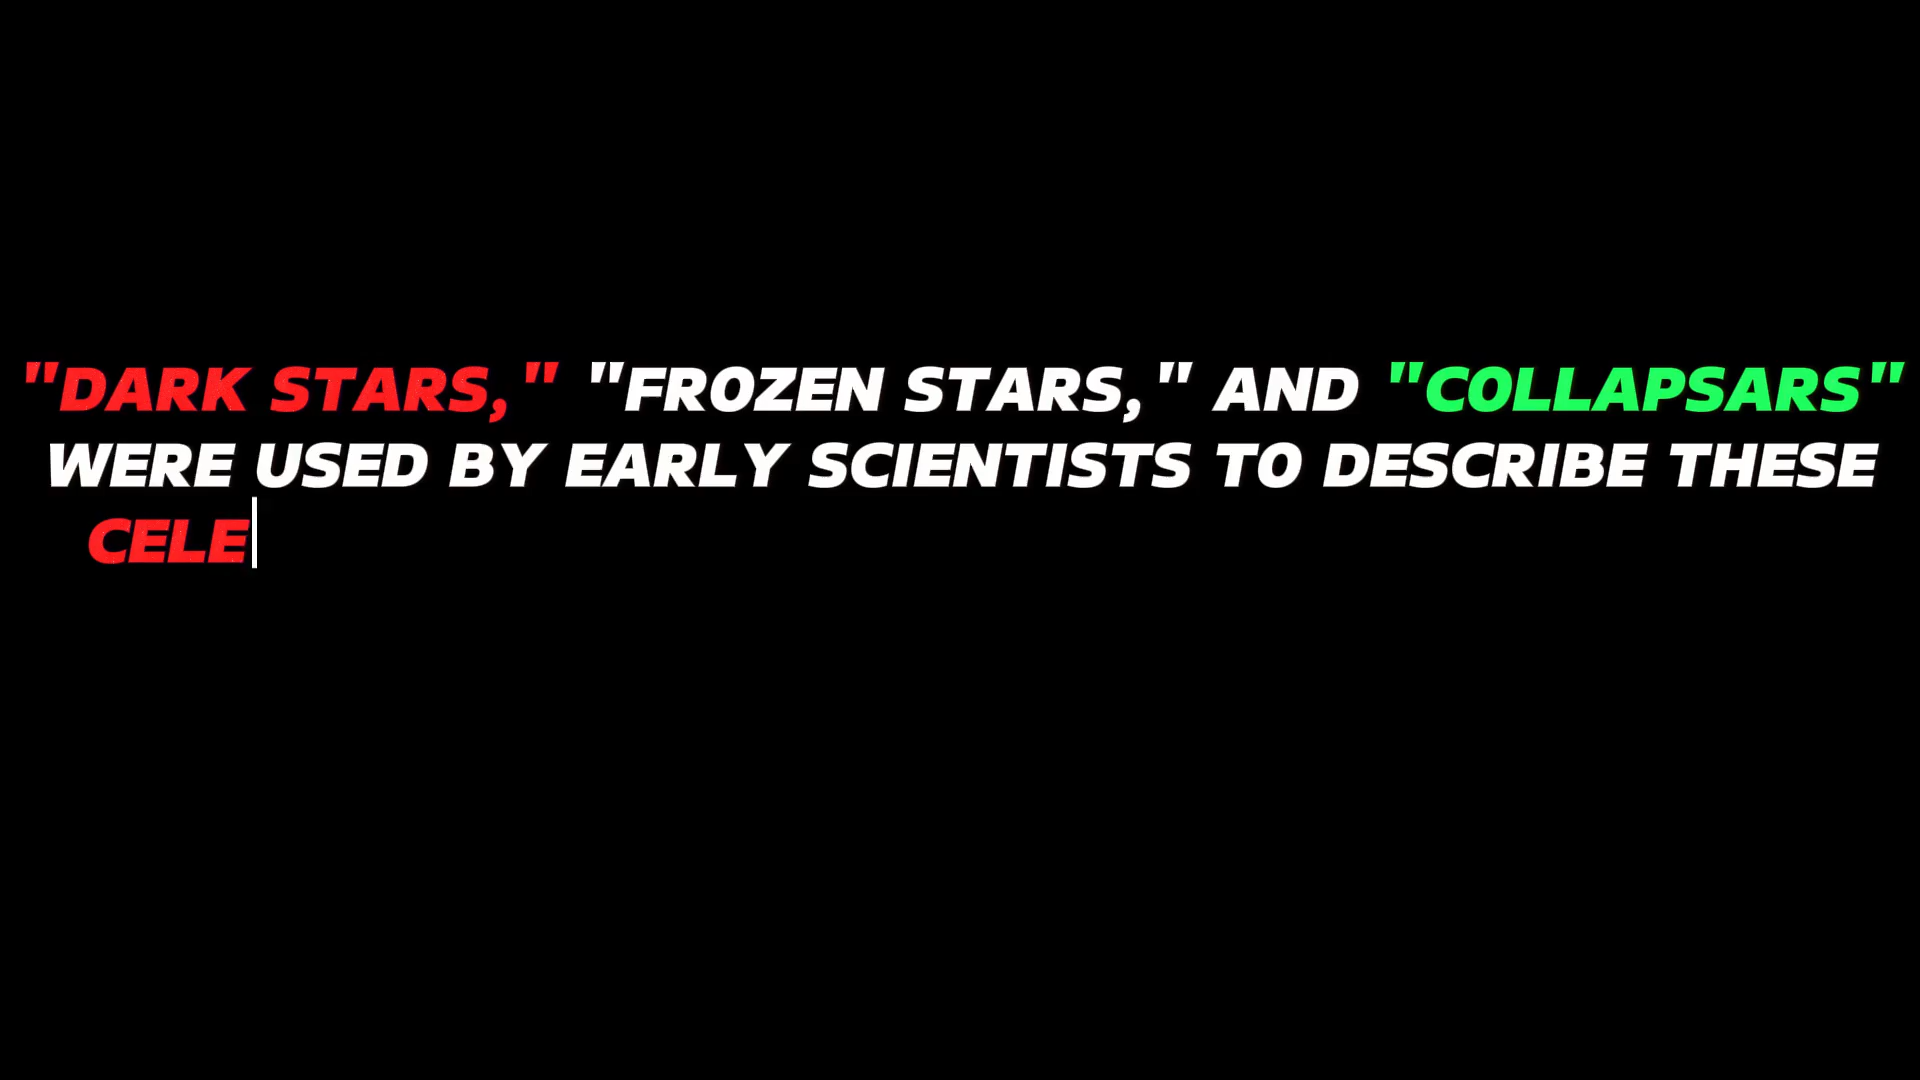 "DARK STARS," "FROZEN STARS," AND "COLLAPSARS"
WERE USED BY EARLY SCIENTISTS TO DESCRIBE THESE
CELE